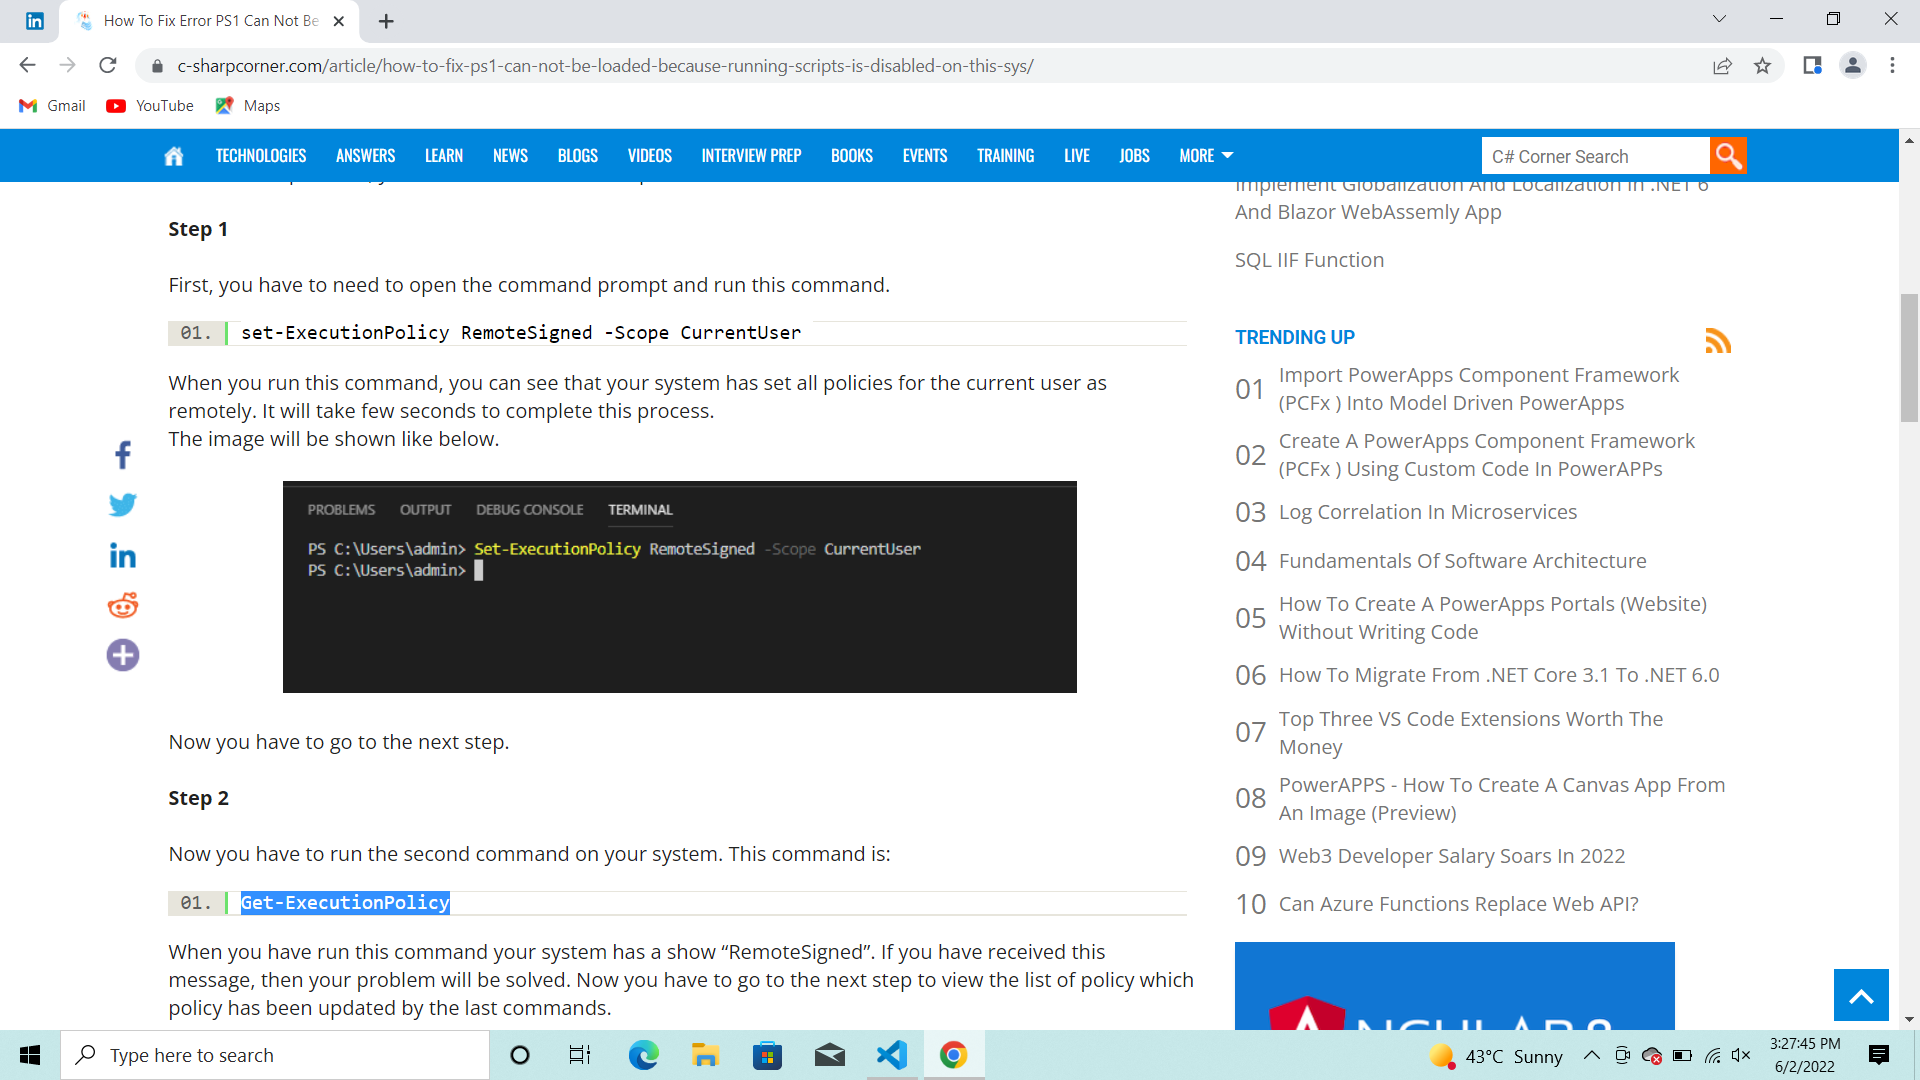 How To Fix Error PS1 Can Not Be
c-sharpcorner.com/article/how-to-fix-ps1-can-not-be-loaded-because-running-scripts-is-disabled-on-this-sys/
Gmail YouTube Maps
TECHNOLOGIES ANSWERS LEARN NEWS BLOGS VIDEOS INTERVIEW PREP BOOKS EVENTS TRAINING LIVE JOBS MORE C# Corner Search
Step 1
First, you have to need to open the command prompt and run this command.
01. set-ExecutionPolicy RemoteSigned -Scope CurrentUser
When you run this command, you can see that your system has set all policies for the current user as
remotely. It will take few seconds to complete this process.
The image will be shown like below.
PROBLEMS OUTPUT DEBUG CONSOLE TERMINAL
PS C:\Users\admin> Set-ExecutionPolicy RemoteSigned -Scope CurrentUser
PS C:\Users\admin>
Now you have to go to the next step.
Step 2
Now you have to run the second command on your system. This command is:
01. Get-ExecutionPolicy
When you have run this command your system has a show “RemoteSigned”. If you have received this
message, then your problem will be solved. Now you have to go to the next step to view the list of policy which
policy has been updated by the last commands.
Implement Globalization And Localization In .NET 6
And Blazor WebAssemly App
SQL IIF Function
TRENDING UP
01 Import PowerApps Component Framework
(PCFx ) Into Model Driven PowerApps
02 Create A PowerApps Component Framework
(PCFx ) Using Custom Code In PowerAPPs
03 Log Correlation In Microservices
04 Fundamentals Of Software Architecture
05 How To Create A PowerApps Portals (Website)
Without Writing Code
06 How To Migrate From .NET Core 3.1 To .NET 6.0
07 Top Three VS Code Extensions Worth The
Money
08 PowerAPPS - How To Create A Canvas App From
An Image (Preview)
09 Web3 Developer Salary Soars In 2022
10 Can Azure Functions Replace Web API?
Type here to search
43°C Sunny
3:27:45 PM
6/2/2022